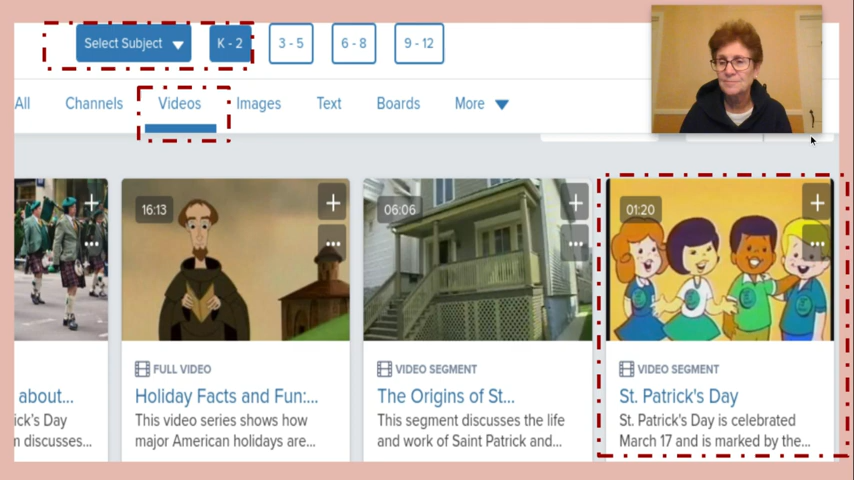 Select Subject
K - 2
3 - 5
6 - 8
9 - 12
All
Channels
Videos
Images
Text
Boards
More
16:13
06:06
01:20
FULL VIDEO
VIDEO SEGMENT
VIDEO SEGMENT
about...
Holiday Facts and Fun:...
The Origins of St...
St. Patrick's Day
ick's Day
m discusses...
This video series shows how
major American holidays are...
This segment discusses the life
and work of Saint Patrick and...
St. Patrick's Day is celebrated
March 17 and is marked by the...